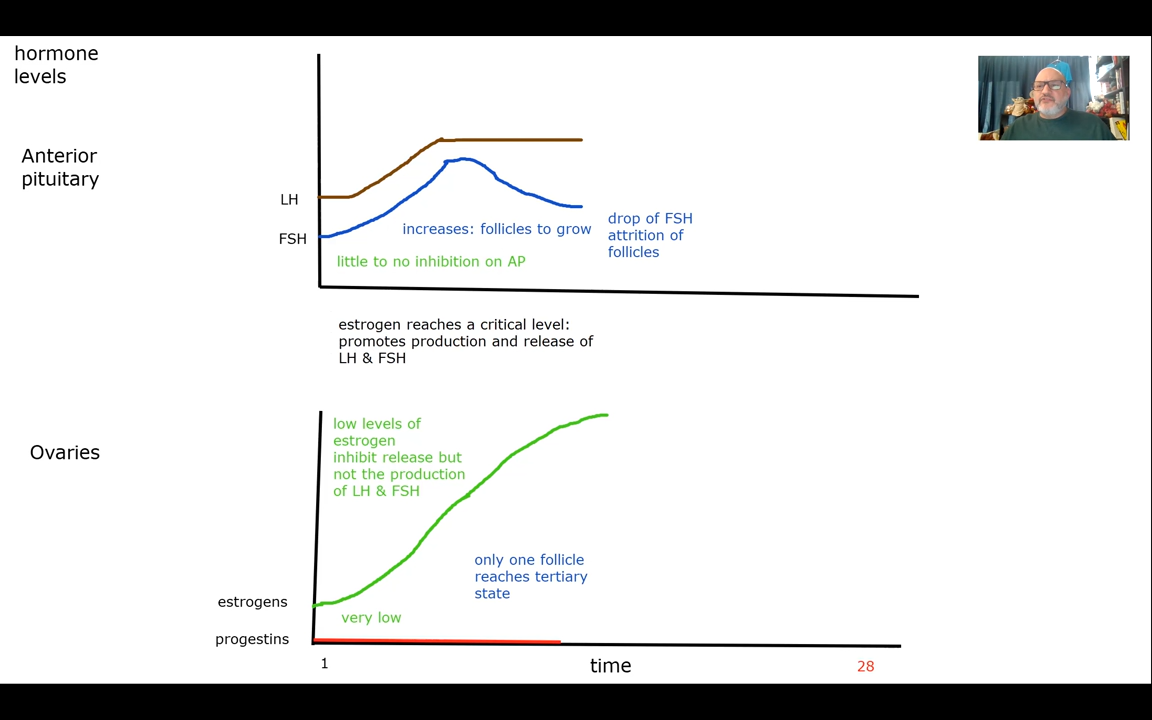 hormone
levels
Anterior
pituitary
LH
FSH
increases: follicles to grow
drop of FSH
attrition of
follicles
little to no inhibition on AP
estrogen reaches a critical level:
promotes production and release of
LH & FSH
Ovaries
low levels of
estrogen
inhibit release but
not the production
of LH & FSH
only one follicle
reaches tertiary
state
estrogens
very low
progestins
1
time
28